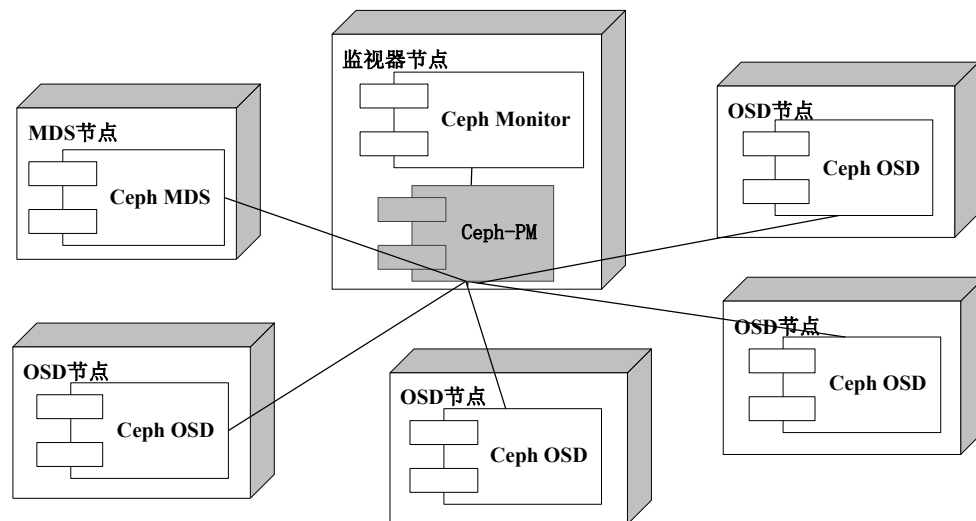 监视器节点
Ceph Monitor
Ceph-PM
MDS节点
Ceph MDS
OSD节点
Ceph OSD
OSD节点
Ceph OSD
OSD节点
Ceph OSD
OSD节点
Ceph OSD